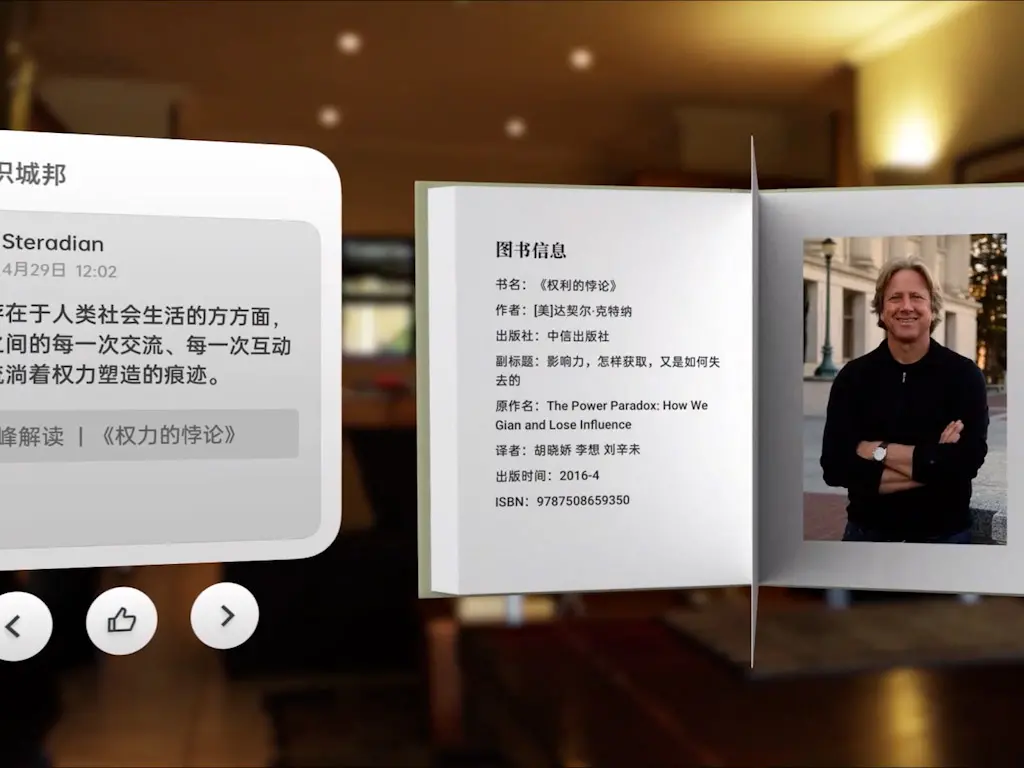 识城邦
Steradian
4月29日 12:02
存在于人类社会生活的方方面，
之间的每一次交流、每一次互动
流淌着权力塑造的痕迹。
峰解读 | 《权力的悖论》
图书信息
书名：《权利的悖论》
作者：[美]达契尔·克特纳
出版社：中信出版社
副标题：影响力，怎样获取，又是如何失
去的
原作名：The Power Paradox: How We
Gian and Lose Influence
译者：胡晓娇 李想 刘辛未
出版时间：2016-4
ISBN：9787508659350